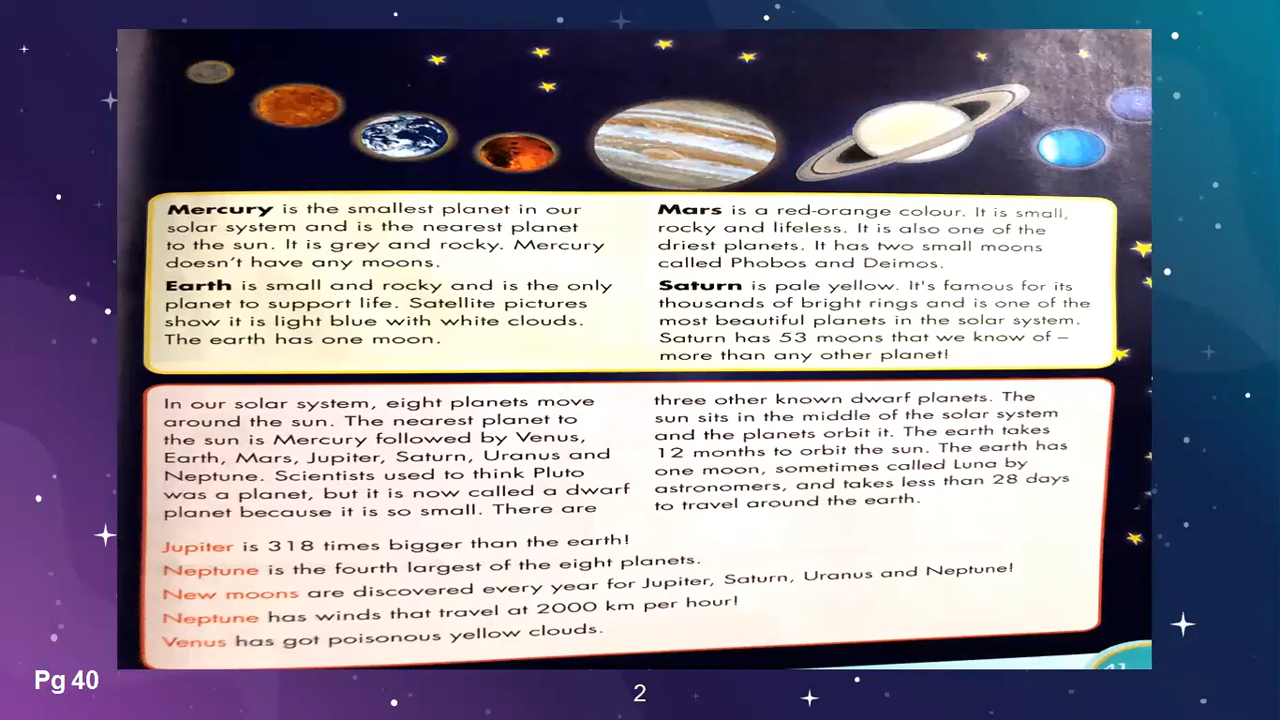 Mercury is the smallest planet in our
solar system and is the nearest planet
to the sun. It is grey and rocky. Mercury
doesn't have any moons.
Earth is small and rocky and is the only
planet to support life. Satellite pictures
show it is light blue with white clouds.
The earth has one moon.
Mars is a red-orange colour. It is small,
rocky and lifeless. It is also one of the
driest planets. It has two small moons
called Phobos and Deimos.
Saturn is pale yellow. It's famous for its
thousands of bright rings and is one of the
most beautiful planets in the solar system.
Saturn has 53 moons that we know of –
more than any other planet!
In our solar system, eight planets move
around the sun. The nearest planet to
the sun is Mercury followed by Venus,
Earth, Mars, Jupiter, Saturn, Uranus and
Neptune. Scientists used to think Pluto
was a planet, but it is now called a dwarf
planet because it is so small. There are
three other known dwarf planets. The
sun sits in the middle of the solar system
and the planets orbit it. The earth takes
12 months to orbit the sun. The earth has
one moon, sometimes called Luna by
astronomers, and takes less than 28 days
to travel around the earth.
Jupiter is 318 times bigger than the earth!
Neptune is the fourth largest of the eight planets.
New moons are discovered every year for Jupiter, Saturn, Uranus and Neptune!
Neptune has winds that travel at 2000 km per hour!
Venus has got poisonous yellow clouds.
Pg 40
2